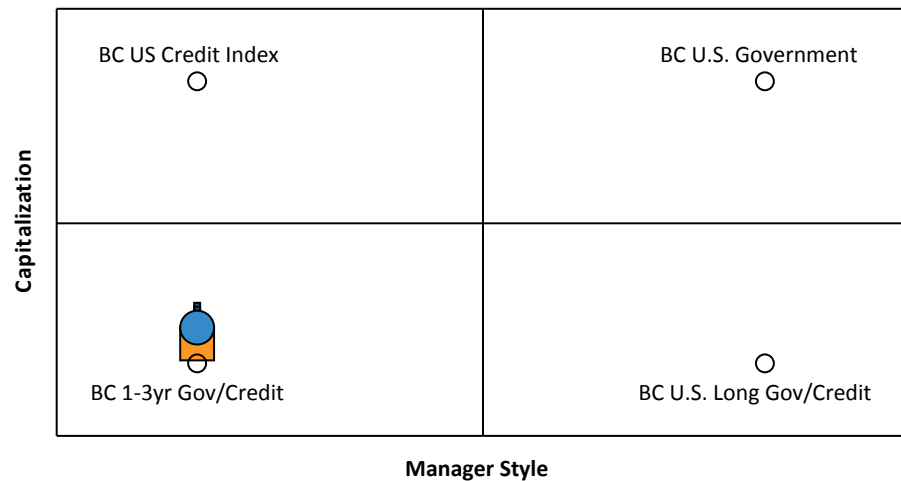 BC US Credit Index
BC U.S. Government
Capitalization
BC 1-3yr Gov/Credit
BC U.S. Long Gov/Credit
Manager Style